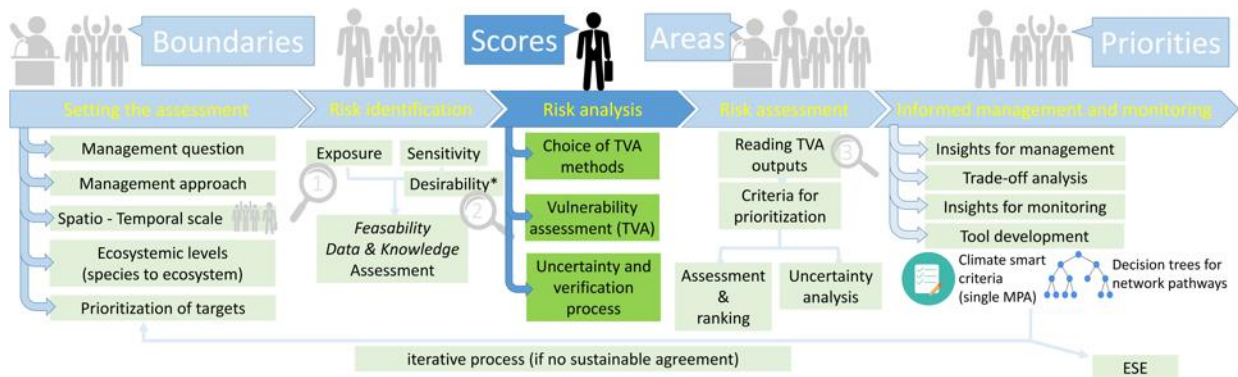 Boundaries
Scores
Areas
Priorities
Setting the assessment
Risk identification
Risk analysis
Risk assessment
Informed management and monitoring
Management question
Management approach
Spatio - Temporal scale
Ecosystemic levels
(species to ecosystem)
Prioritization of targets
1
Exposure
Sensitivity
Desirability*
2
Feasability
Data & Knowledge
Assessment
Choice of TVA
methods
Vulnerability
assessment (TVA)
Uncertainty and
verification
process
Reading TVA
outputs
3
Criteria for
prioritization
Assessment
&
ranking
Uncertainty
analysis
Insights for management
Trade-off analysis
Insights for monitoring
Tool development
Climate smart
criteria
(single MPA)
Decision trees for
network pathways
iterative process (if no sustainable agreement)
ESE